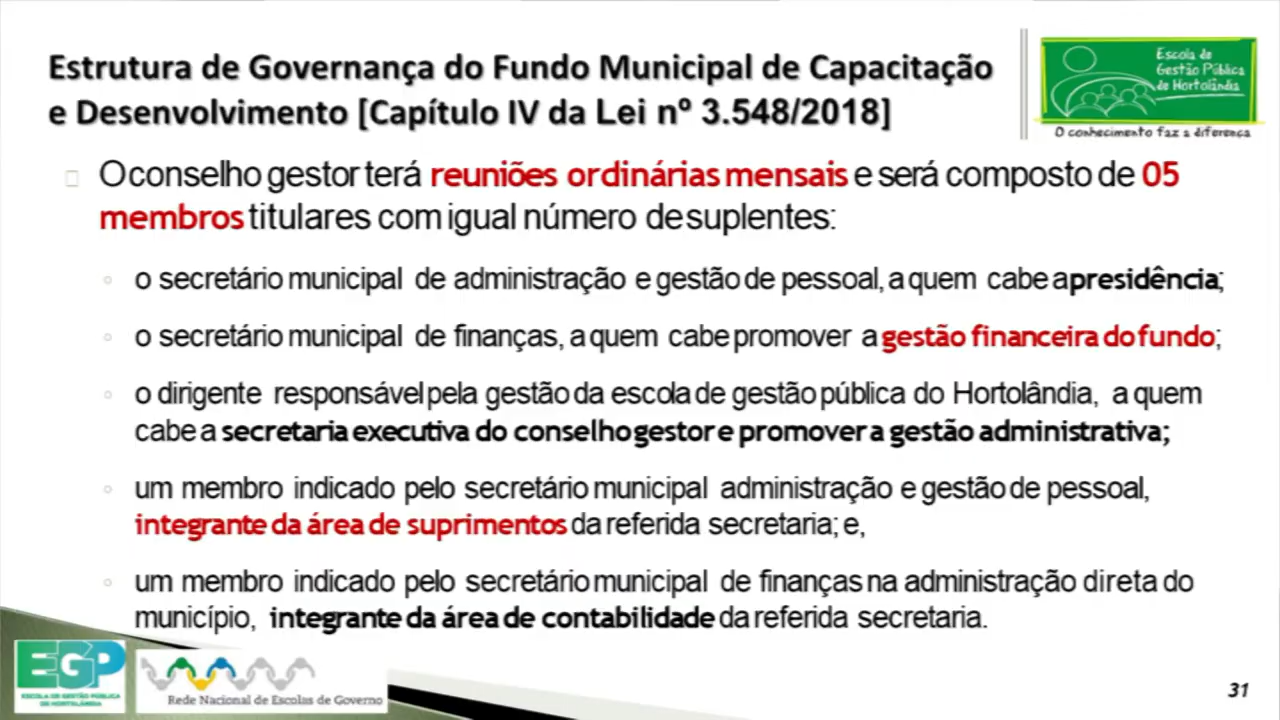 Estrutura de Governança do Fundo Municipal de Capacitação
e Desenvolvimento [Capítulo IV da Lei nº 3.548/2018]
Escola de
Gestão Pública
de Hortolândia
O conhecimento faz a diferença
O conselho gestor terá reuniões ordinárias mensais e será composto de 05
membros titulares com igual número de suplentes:
o secretário municipal de administração e gestão de pessoal, a quem cabe a presidência;
o secretário municipal de finanças, a quem cabe promover a gestão financeira do fundo;
o dirigente responsável pela gestão da escola de gestão pública do Hortolândia, a quem
cabe a secretaria executiva do conselho gestor e promover a gestão administrativa;
um membro indicado pelo secretário municipal administração e gestão de pessoal,
integrante da área de suprimentos da referida secretaria; e,
um membro indicado pelo secretário municipal de finanças na administração direta do
município, integrante da área de contabilidade da referida secretaria.
EGP
ESCOLA DE GESTÃO PÚBLICA
DE HORTOLÂNDIA
Rede Nacional de Escolas de Governo
31